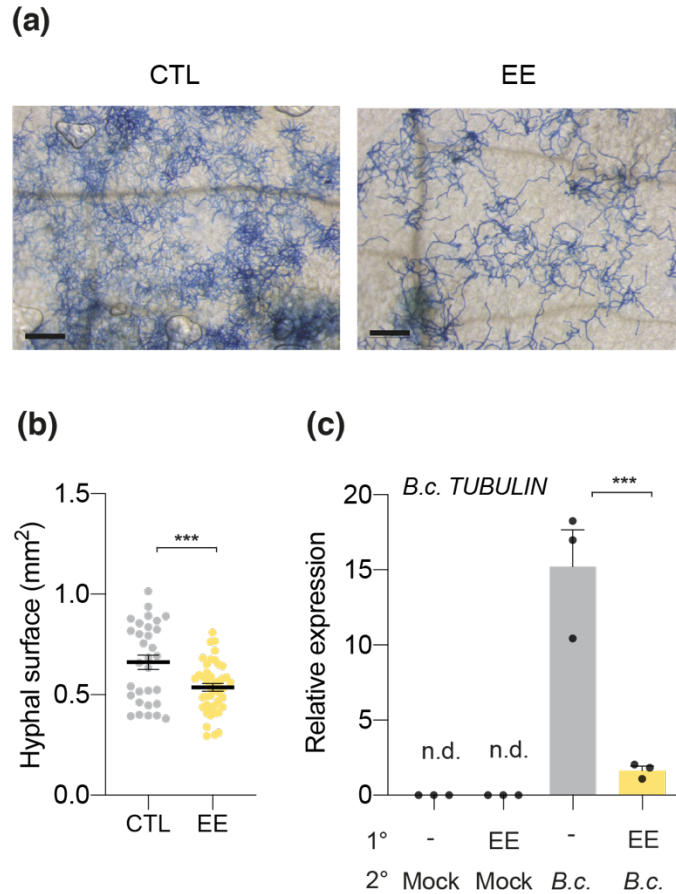 (a)
CTL EE
(b)
1.5
1.0
0.5
0.0
Hyphal surface (mm²)
***
CTL EE
(c)
B.c. TUBULIN
***
20
15
10
5
0
Relative expression
n.d. n.d.
1° - EE - EE
2° Mock Mock B.c. B.c.